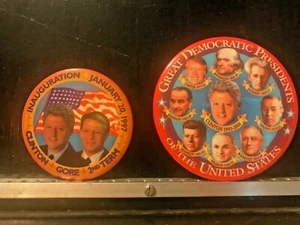 INAUGURATION JANUARY 20, 1997
CLINTON GORE 2nd TERM
GREAT DEMOCRATIC PRESIDENTS
OF THE UNITED STATES